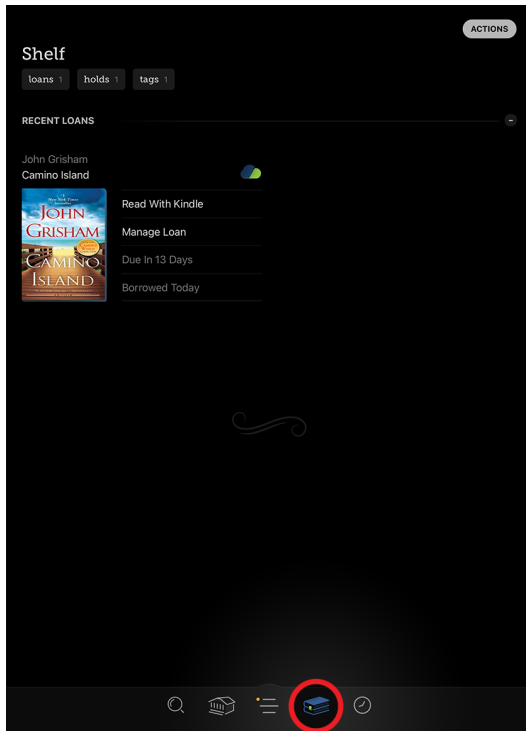 ACTIONS
Shelf
loans 1 holds 1 tags 1
RECENT LOANS
John Grisham
Camino Island
Read With Kindle
Manage Loan
Due In 13 Days
Borrowed Today
JOHN
GRISHAM
CAMINO
ISLAND